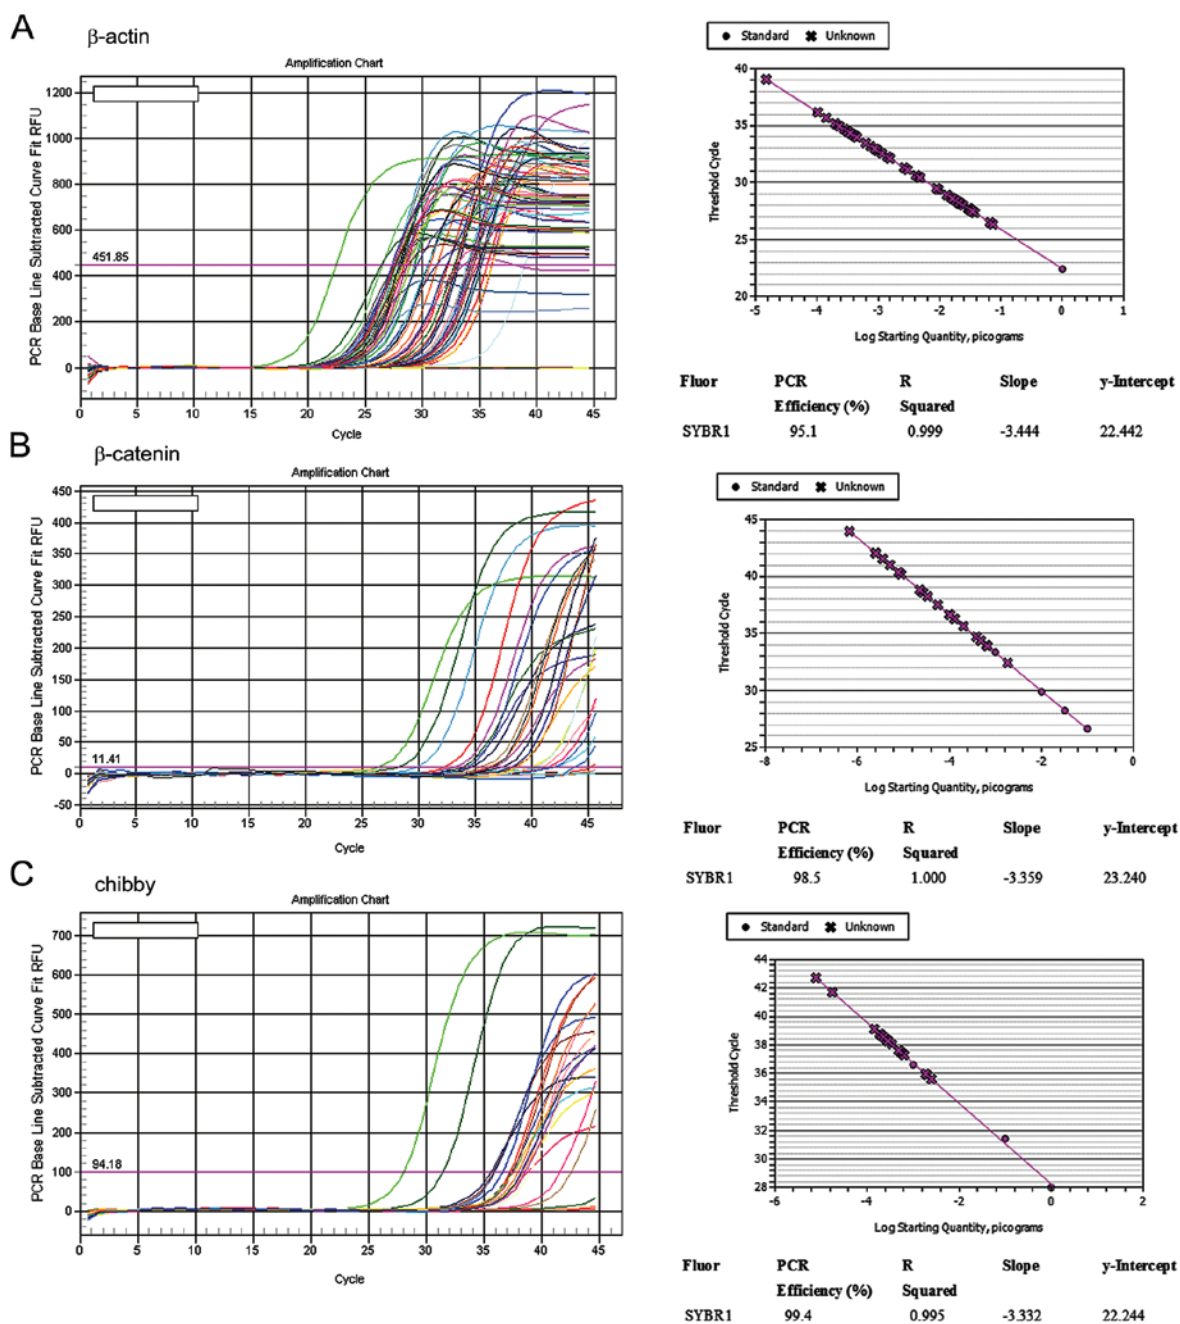 A
β-actin
Amplification Chart
PCR Base Line Subtracted Curve Fit RFU
1200
1000
800
600
451.85
400
200
0
0 5 10 15 20 25 30 35 40 45
Cycle
Standard Unknown
Threshold Cycle
40
35
30
25
20
-5 -4 -3 -2 -1 0 1
Log Starting Quantity, picograms
Fluor PCR R Slope y-Intercept
Efficiency (%) Squared
SYBR1 95.1 0.999 -3.444 22.442
B
β-catenin
Amplification Chart
PCR Base Line Subtracted Curve Fit RFU
450
400
350
300
250
200
150
100
50
11.41
0
-50
0 5 10 15 20 25 30 35 40 45
Cycle
Standard Unknown
Threshold Cycle
45
40
35
30
25
-8 -6 -4 -2 0
Log Starting Quantity, picograms
Fluor PCR R Slope y-Intercept
Efficiency (%) Squared
SYBR1 98.5 1.000 -3.359 23.240
C
chibby
Amplification Chart
PCR Base Line Subtracted Curve Fit RFU
700
600
500
400
300
200
100
94.18
0
0 5 10 15 20 25 30 35 40 45
Cycle
Standard Unknown
Threshold Cycle
44
42
40
38
36
34
32
30
28
-6 -4 -2 0 2
Log Starting Quantity, picograms
Fluor PCR R Slope y-Intercept
Efficiency (%) Squared
SYBR1 99.4 0.995 -3.332 22.244